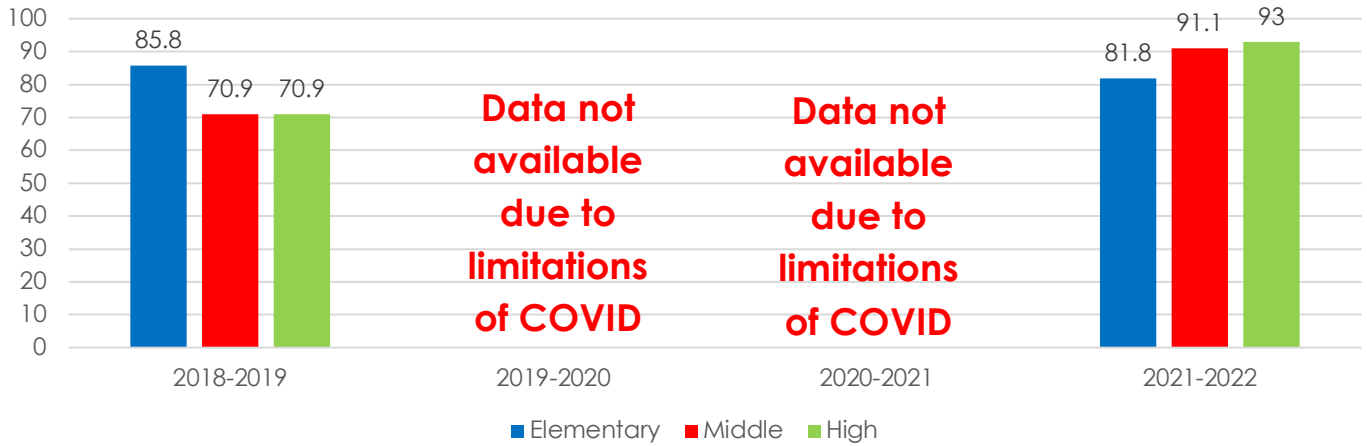 100
90
80
70
60
50
40
30
20
10
0
85.8
70.9
70.9
Data not
available
due to
limitations
of COVID
Data not
available
due to
limitations
of COVID
81.8
91.1
93
2018-2019
2019-2020
2020-2021
2021-2022
Elementary
Middle
High